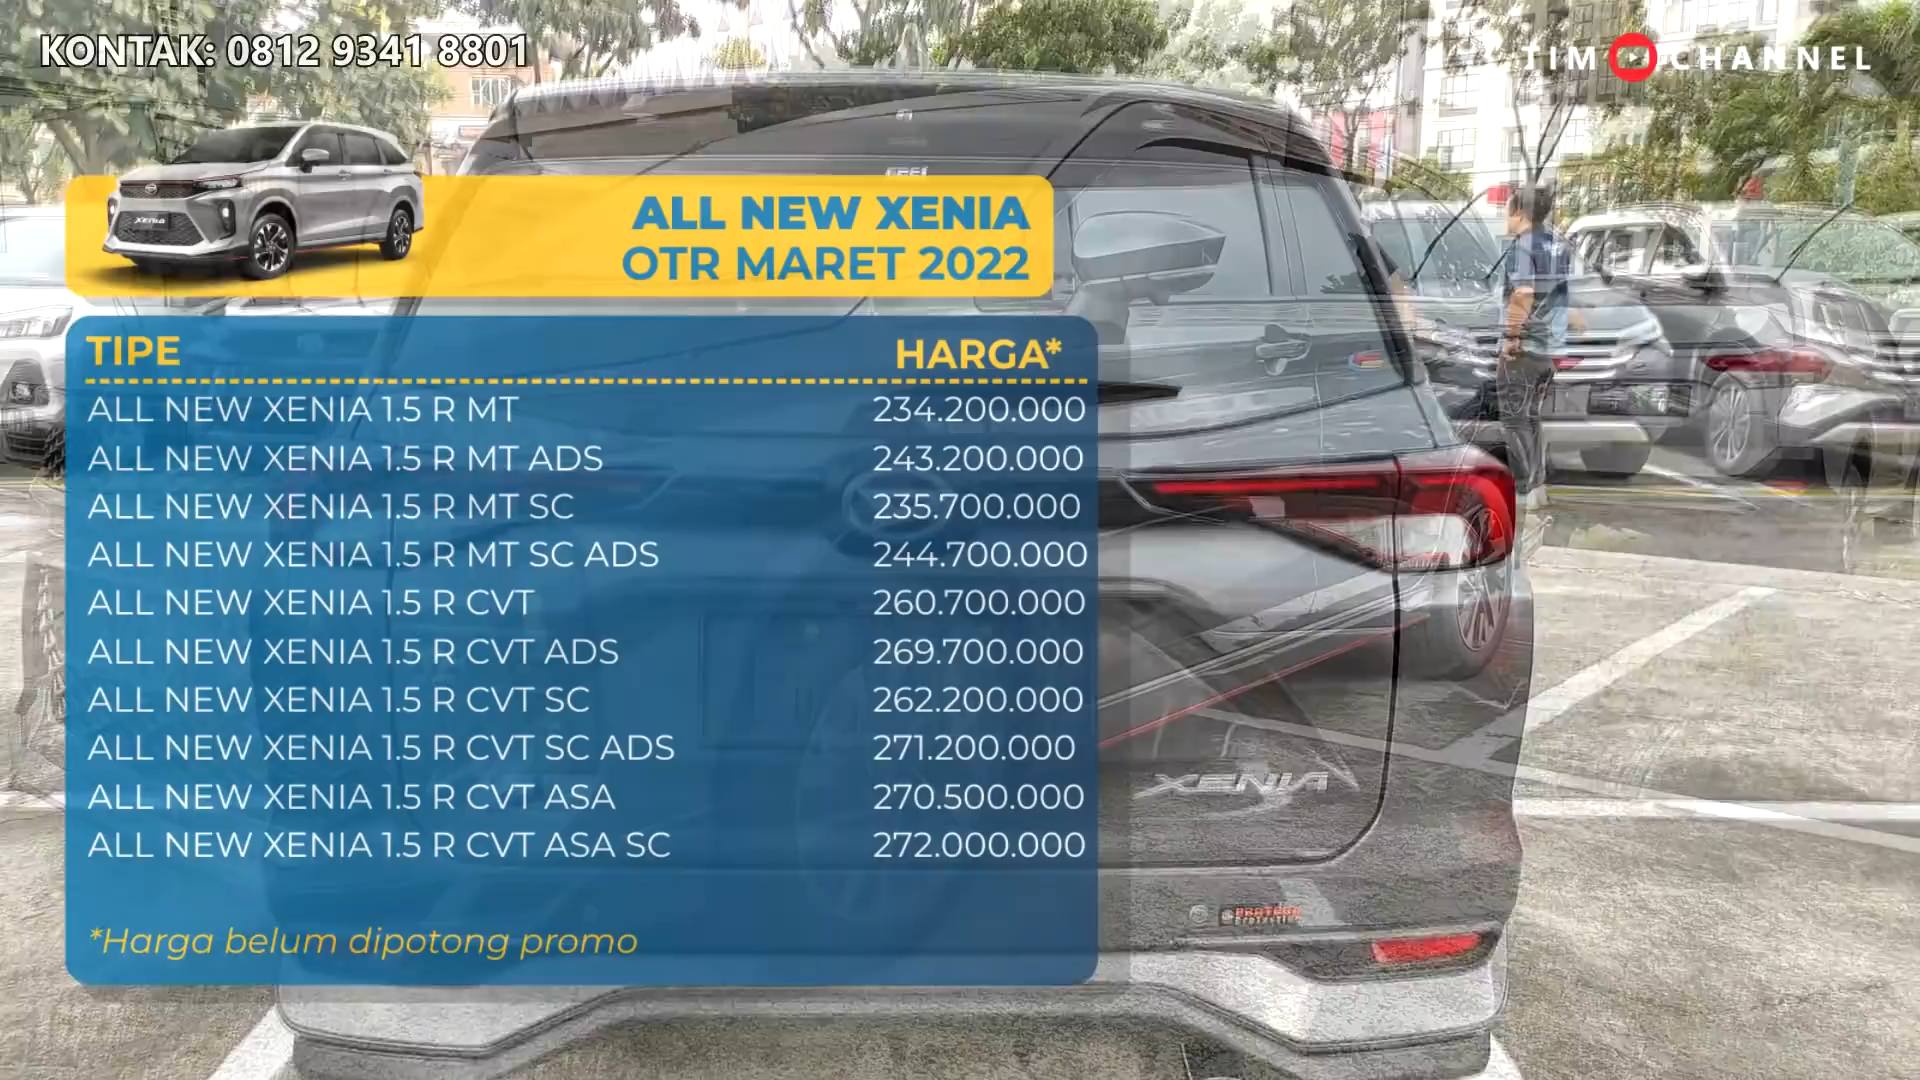 KONTAK: 0812 9341 8801
TIM CHANNEL
XENIA
ALL NEW XENIA
OTR MARET 2022
TIPE HARGA*
ALL NEW XENIA 1.5 R MT 234.200.000
ALL NEW XENIA 1.5 R MT ADS 243.200.000
ALL NEW XENIA 1.5 R MT SC 235.700.000
ALL NEW XENIA 1.5 R MT SC ADS 244.700.000
ALL NEW XENIA 1.5 R CVT 260.700.000
ALL NEW XENIA 1.5 R CVT ADS 269.700.000
ALL NEW XENIA 1.5 R CVT SC 262.200.000
ALL NEW XENIA 1.5 R CVT SC ADS 271.200.000
ALL NEW XENIA 1.5 R CVT ASA 270.500.000
ALL NEW XENIA 1.5 R CVT ASA SC 272.000.000
XENIA
*Harga belum dipotong promo